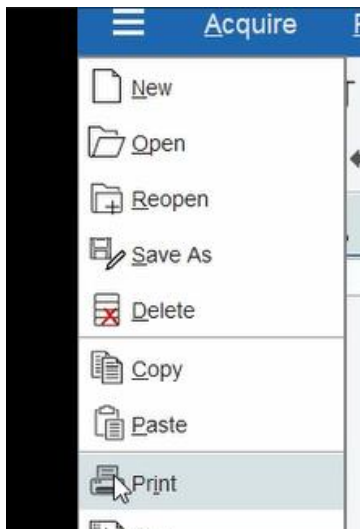 Acquire
New
Open
Reopen
Save As
Delete
Copy
Paste
Print